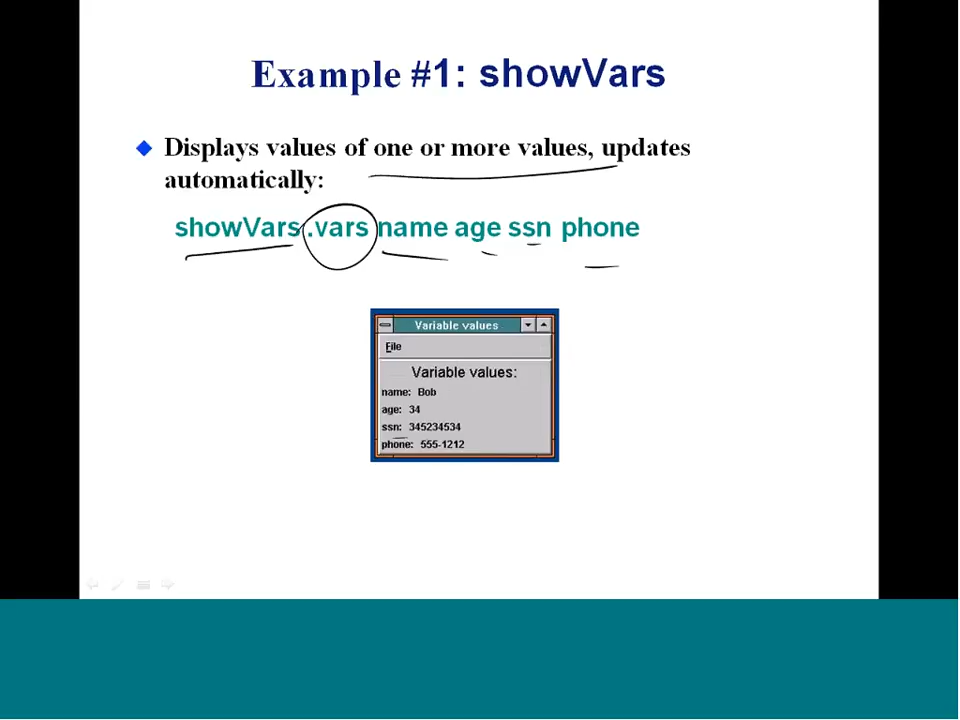 Example #1: showVars
Displays values of one or more values, updates
automatically:
showVars .vars name age ssn phone
Variable values
File
Variable values:
name: Bob
age: 34
ssn: 345234534
phone: 555-1212